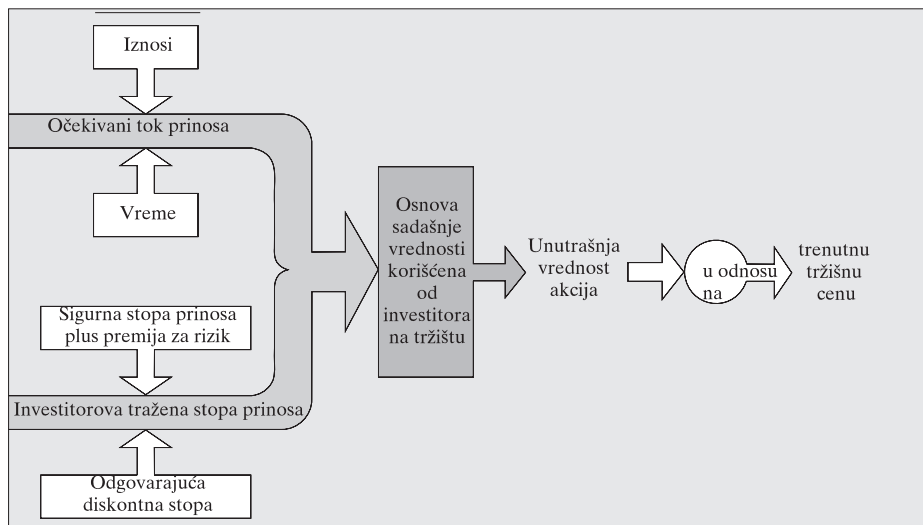 Iznosi
Očekivani tok prinosa
Vreme
Sigurna stopa prinosa
plus premija za rizik
Investitorova tražena stopa prinosa
Odgovarajuća
diskontna stopa
Osnova
sadašnje
vrednosti
korišćena
od
investitora
na tržištu
Unutrašnja
vrednost
akcija
u odnosu
na
trenutnu
tržišnu
cenu